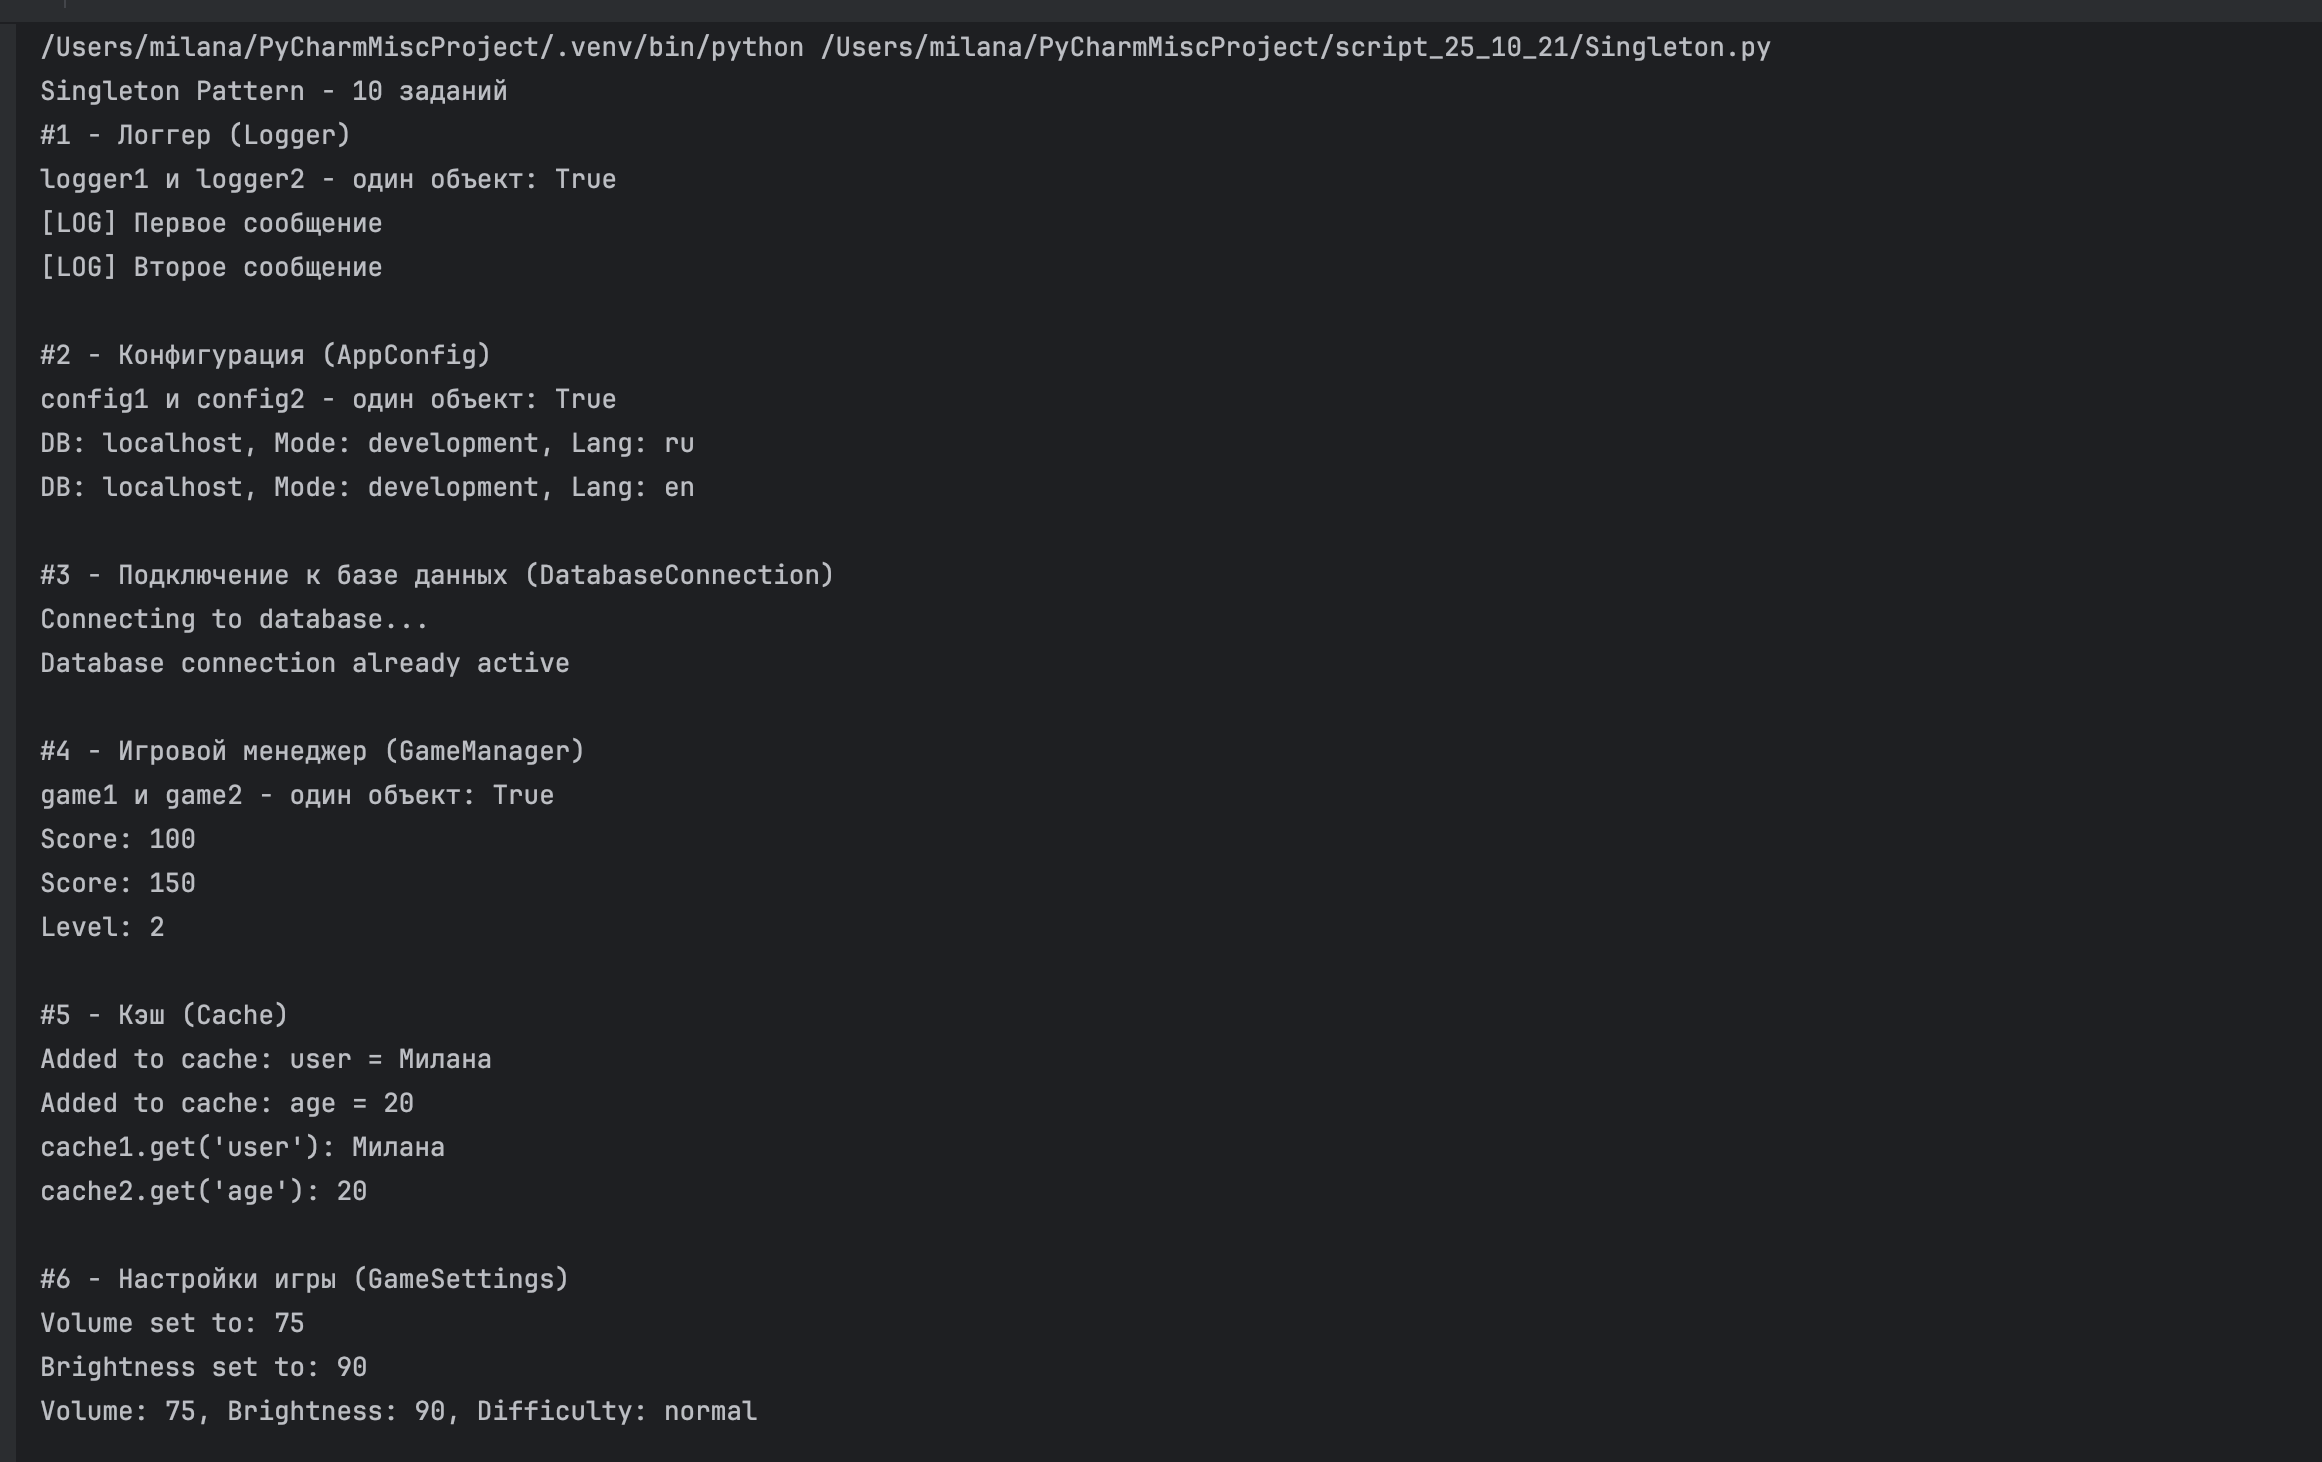 /Users/milana/PyCharmMiscProject/.venv/bin/python /Users/milana/PyCharmMiscProject/script_25_10_21/Singleton.py
Singleton Pattern - 10 заданий
#1 - Логгер (Logger)
logger1 и logger2 - один объект: True
[LOG] Первое сообщение
[LOG] Второе сообщение
#2 - Конфигурация (AppConfig)
config1 и config2 - один объект: True
DB: localhost, Mode: development, Lang: ru
DB: localhost, Mode: development, Lang: en
#3 - Подключение к базе данных (DatabaseConnection)
Connecting to database...
Database connection already active
#4 - Игровой менеджер (GameManager)
game1 и game2 - один объект: True
Score: 100
Score: 150
Level: 2
#5 - Кэш (Cache)
Added to cache: user = Милана
Added to cache: age = 20
cache1.get('user'): Милана
cache2.get('age'): 20
#6 - Настройки игры (GameSettings)
Volume set to: 75
Brightness set to: 90
Volume: 75, Brightness: 90, Difficulty: normal